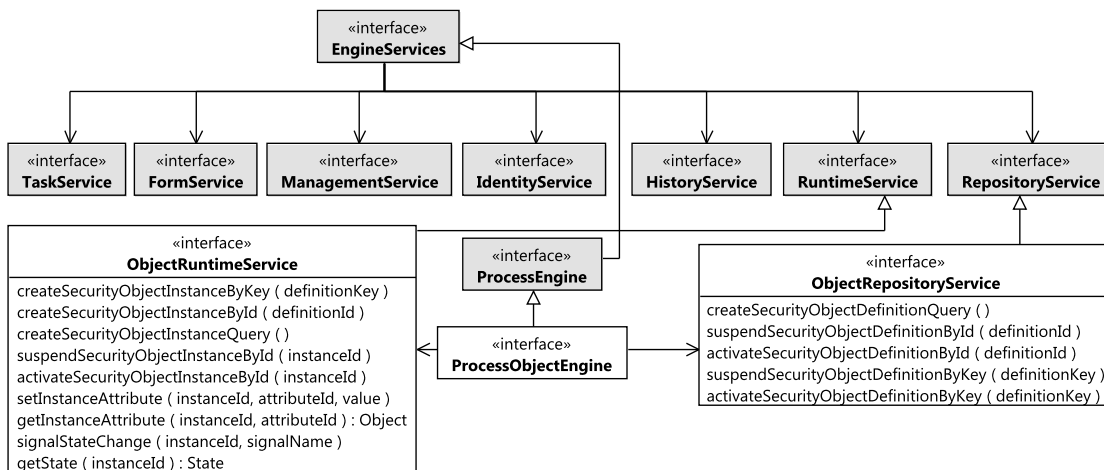 «interface»
EngineServices
«interface»
TaskService
«interface»
FormService
«interface»
ManagementService
«interface»
IdentityService
«interface»
HistoryService
«interface»
RuntimeService
«interface»
RepositoryService
«interface»
ObjectRuntimeService
createSecurityObjectInstanceByKey ( definitionKey )
createSecurityObjectInstanceById ( definitionId )
createSecurityObjectInstanceQuery ( )
suspendSecurityObjectInstanceById ( instanceId )
activateSecurityObjectInstanceById ( instanceId )
setInstanceAttribute ( instanceId, attributeId, value )
getInstanceAttribute ( instanceId, attributeId ) : Object
signalStateChange ( instanceId, signalName )
getState ( instanceId ) : State
«interface»
ProcessEngine
«interface»
ProcessObjectEngine
«interface»
ObjectRepositoryService
createSecurityObjectDefinitionQuery ( )
suspendSecurityObjectDefinitionById ( definitionId )
activateSecurityObjectDefinitionById ( definitionId )
suspendSecurityObjectDefinitionByKey ( definitionKey )
activateSecurityObjectDefinitionByKey ( definitionKey )